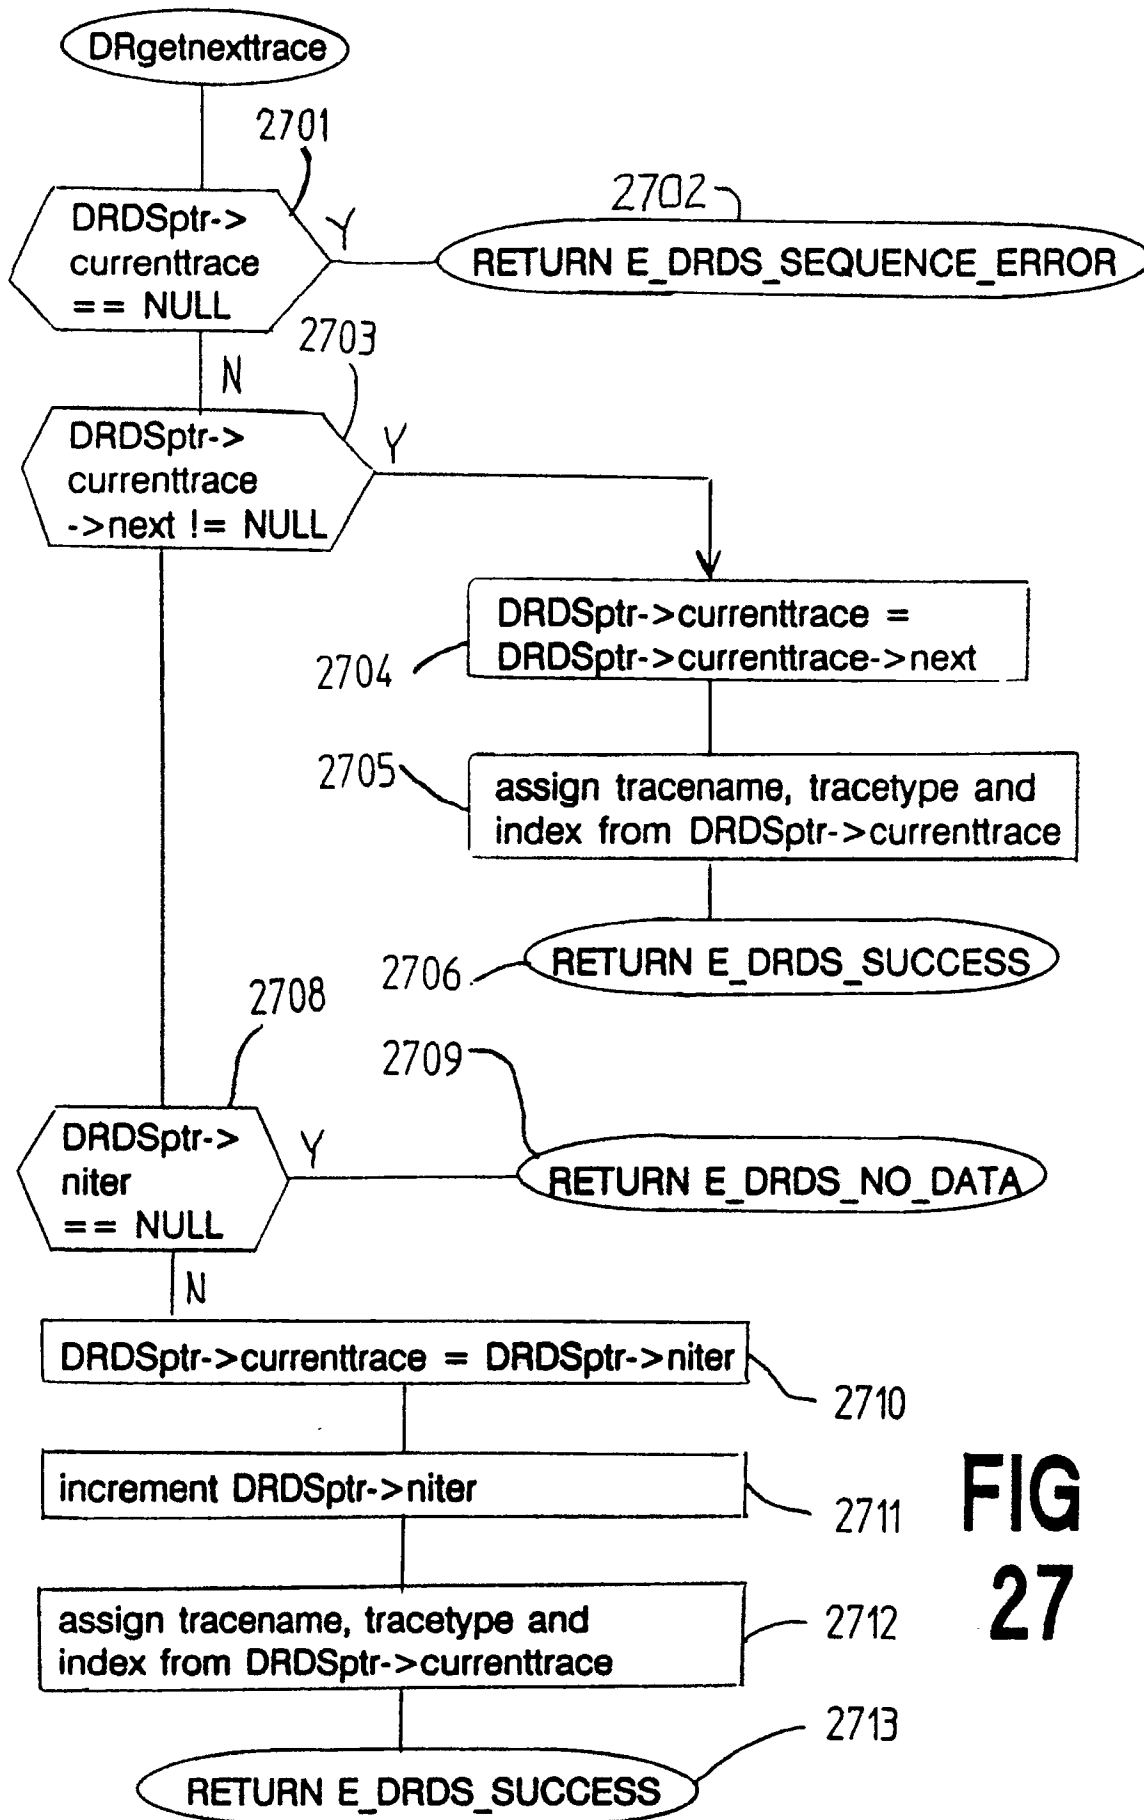 DRgetnexttrace
2701
DRDSptr->
currenttrace
== NULL
Y
2702
RETURN E_DRDS_SEQUENCE_ERROR
N
2703
DRDSptr->
currenttrace
->next != NULL
Y
DRDSptr->currenttrace =
DRDSptr->currenttrace->next
2704
2705
assign tracename, tracetype and
index from DRDSptr->currenttrace
2706
RETURN E_DRDS_SUCCESS
2708
2709
DRDSptr->
niter
== NULL
Y
RETURN E_DRDS_NO_DATA
N
DRDSptr->currenttrace = DRDSptr->niter
2710
increment DRDSptr->niter
2711
assign tracename, tracetype and
index from DRDSptr->currenttrace
2712
2713
RETURN E_DRDS_SUCCESS
FIG
27